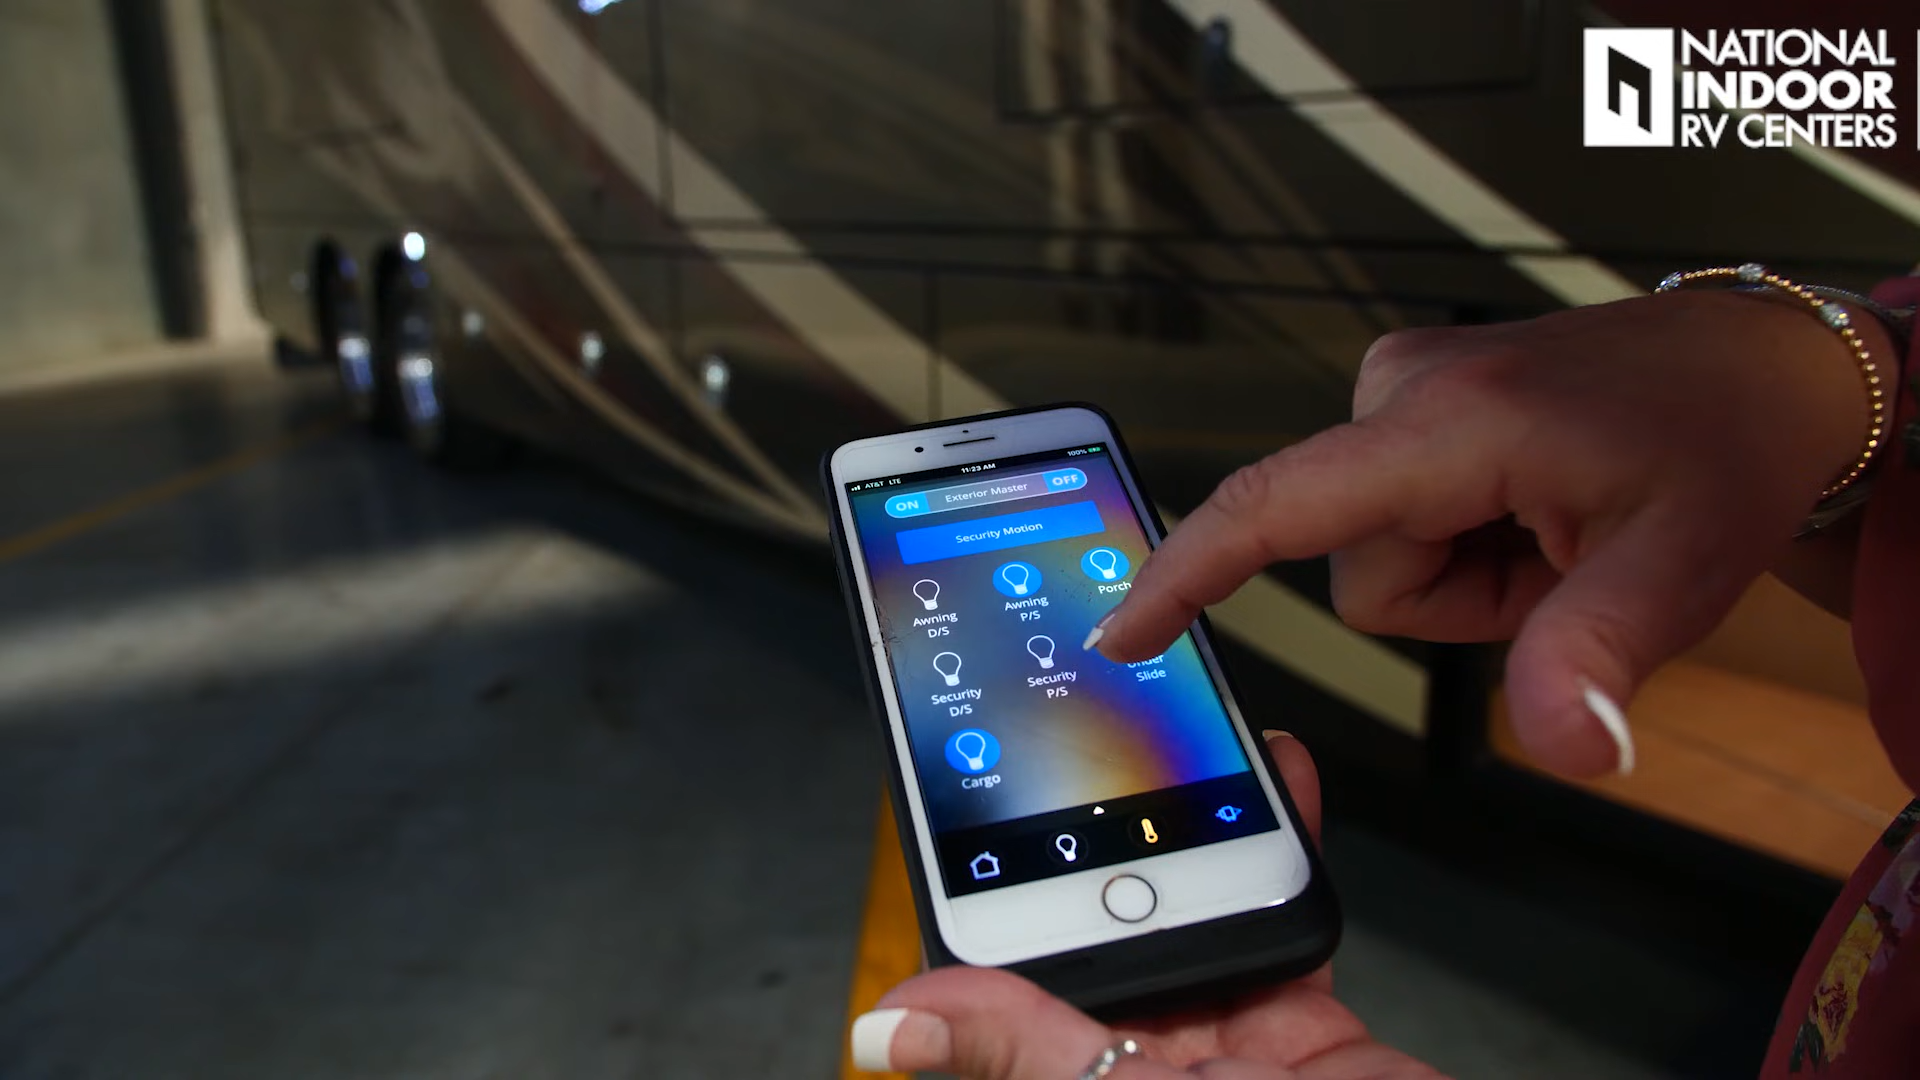 NATIONAL
INDOOR
RV CENTERS
AT&T LTE
11:23 AM
100%
ON
Exterior Master
OFF
Security Motion
Awning
D/S
Awning
P/S
Porch
Security
D/S
Security
P/S
Under
Slide
Cargo